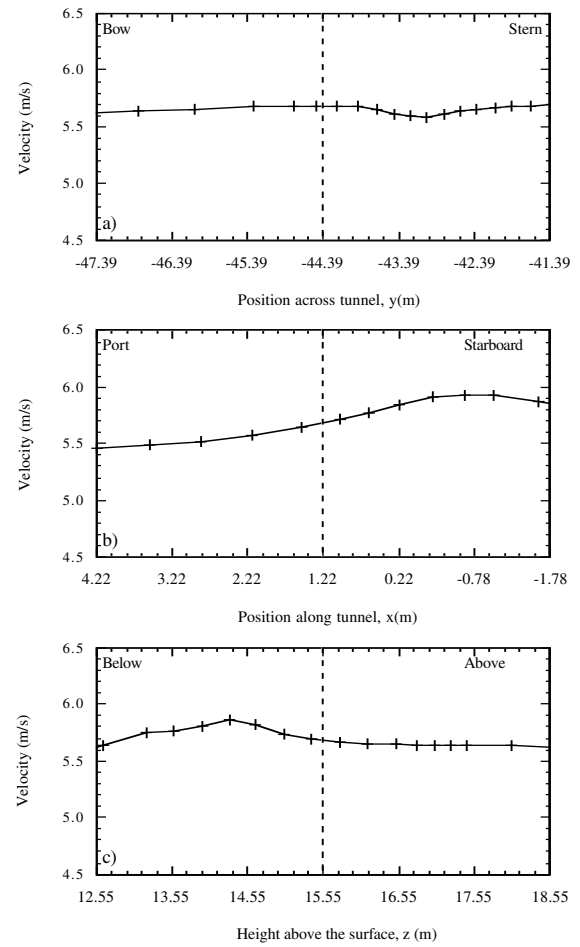 6.5
Bow Stern
6.0
Velocity (m/s)
5.5
5.0
a)
4.5
-47.39 -46.39 -45.39 -44.39 -43.39 -42.39 -41.39
Position across tunnel, y(m)
6.5
Port Starboard
6.0
Velocity (m/s)
5.5
5.0
b)
4.5
4.22 3.22 2.22 1.22 0.22 -0.78 -1.78
Position along tunnel, x(m)
6.5
Below Above
6.0
Velocity (m/s)
5.5
5.0
c)
4.5
12.55 13.55 14.55 15.55 16.55 17.55 18.55
Height above the surface, z (m)